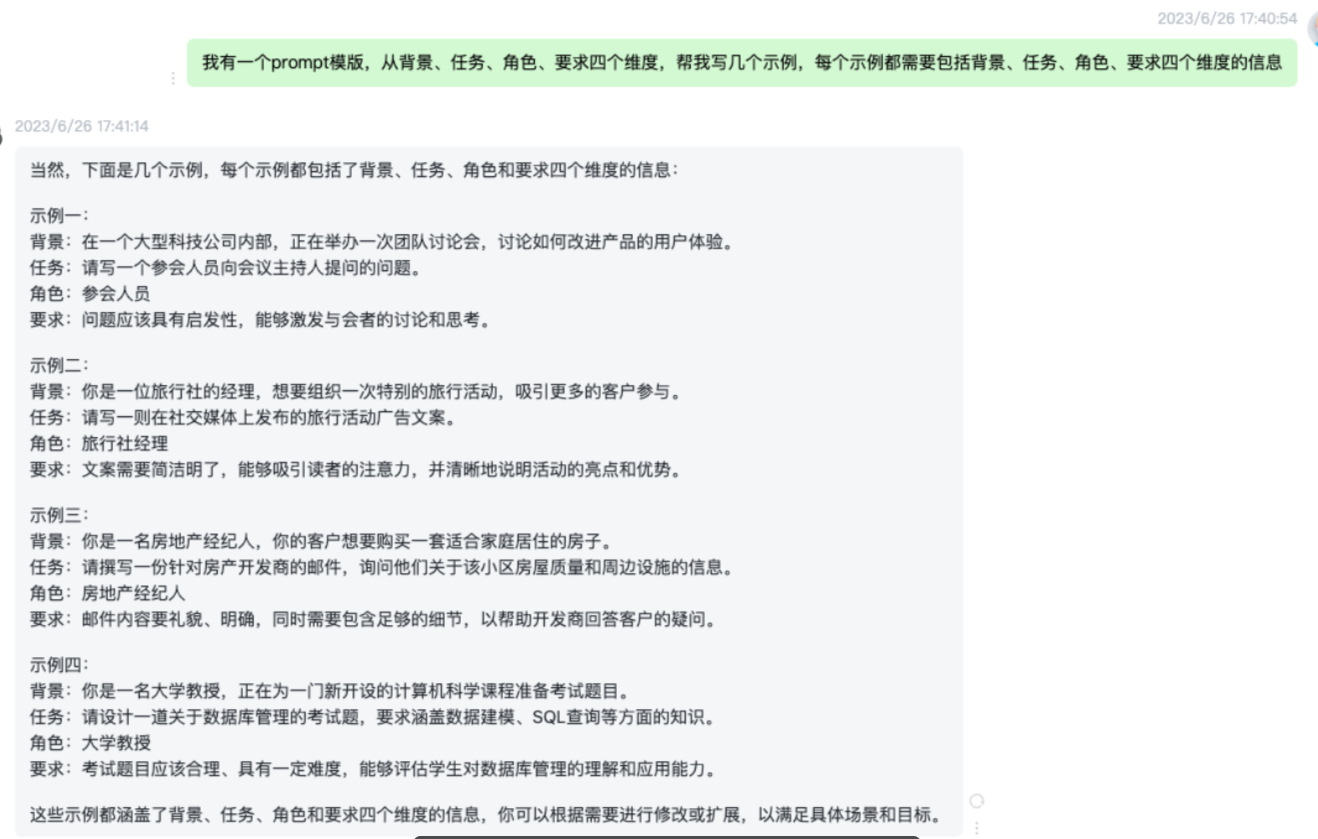 2023/6/26 17:40:54
我有一个prompt模版，从背景、任务、角色、要求四个维度，帮我写几个示例，每个示例都需要包括背景、任务、角色、要求四个维度的信息
2023/6/26 17:41:14
当然，下面是几个示例，每个示例都包括了背景、任务、角色和要求四个维度的信息：
示例一：
背景：在一个大型科技公司内部，正在举办一次团队讨论会，讨论如何改进产品的用户体验。
任务：请写一个参会人员向会议主持人提问的问题。
角色：参会人员
要求：问题应该具有启发性，能够激发与会者的讨论和思考。
示例二：
背景：你是一位旅行社的经理，想要组织一次特别的旅行活动，吸引更多的客户参与。
任务：请写一则在社交媒体上发布的旅行活动广告文案。
角色：旅行社经理
要求：文案需要简洁明了，能够吸引读者的注意力，并清晰地说明活动的亮点和优势。
示例三：
背景：你是一名房地产经纪人，你的客户想要购买一套适合家庭居住的房子。
任务：请撰写一份针对房产开发商的邮件，询问他们关于该小区房屋质量和周边设施的信息。
角色：房地产经纪人
要求：邮件内容要礼貌、明确，同时需要包含足够的细节，以帮助开发商回答客户的疑问。
示例四：
背景：你是一名大学教授，正在为一门新开设的计算机科学课程准备考试题目。
任务：请设计一道关于数据库管理的考试题，要求涵盖数据建模、SQL查询等方面的知识。
角色：大学教授
要求：考试题目应该合理、具有一定难度，能够评估学生对数据库管理的理解和应用能力。
这些示例都涵盖了背景、任务、角色和要求四个维度的信息，你可以根据需要进行修改或扩展，以满足具体场景和目标。